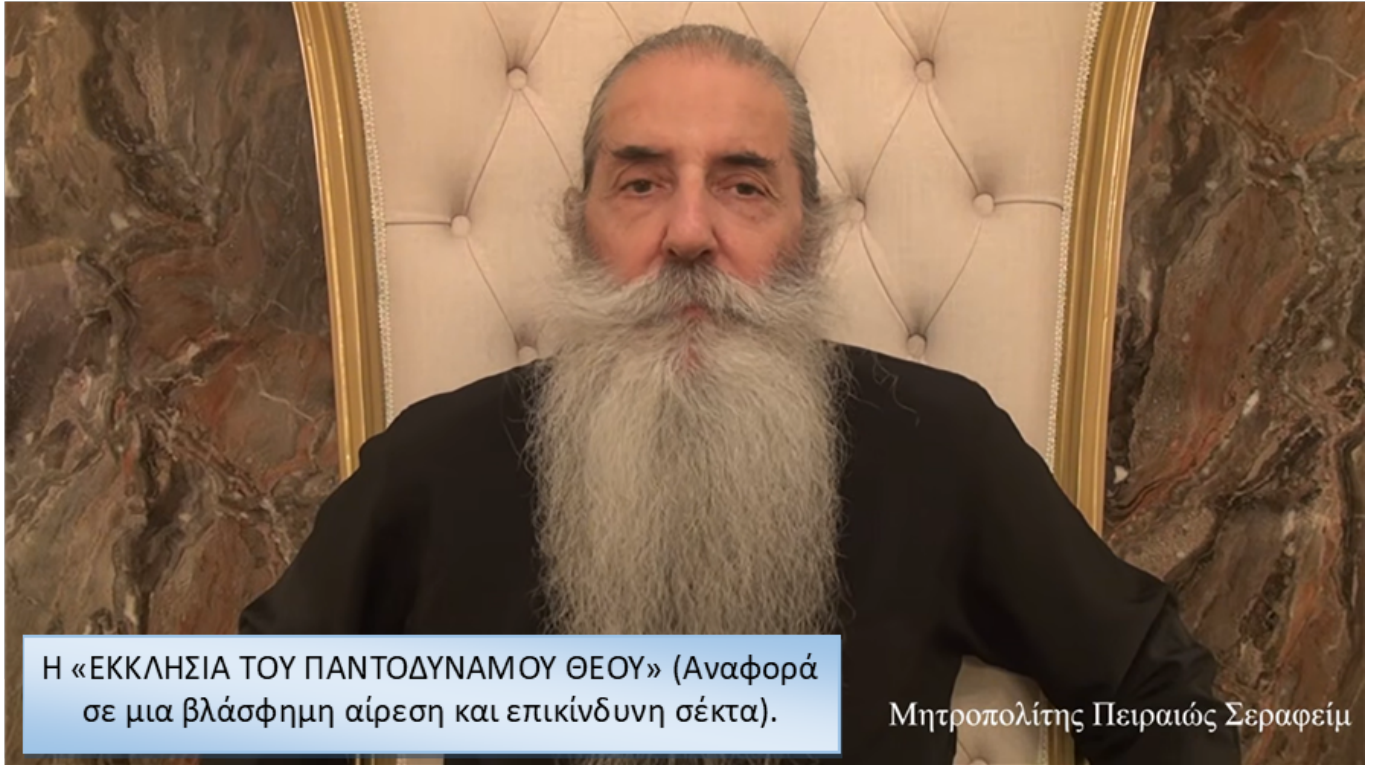 Η «ΕΚΚΛΗΣΙΑ ΤΟΥ ΠΑΝΤΟΔΥΝΑΜΟΥ ΘΕΟΥ» (Αναφορά
σε μια βλάσφημη αίρεση και επικίνδυνη σέκτα).
Μητροπολίτης Πειραιώς Σεραφείμ